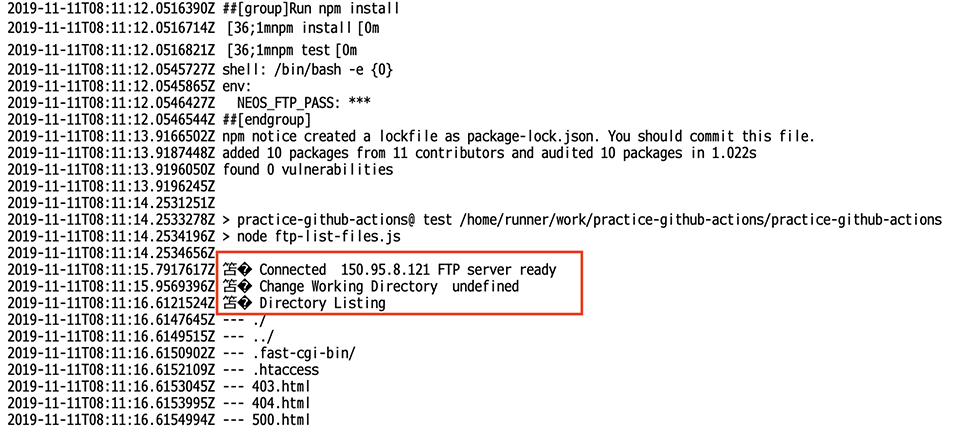 2019-11-11T08:11:12.0516390Z ##[group]Run npm install
2019-11-11T08:11:12.0516714Z [36;1mnpm install[0m
2019-11-11T08:11:12.0516821Z [36;1mnpm test[0m
2019-11-11T08:11:12.0545727Z shell: /bin/bash -e {0}
2019-11-11T08:11:12.0545865Z env:
2019-11-11T08:11:12.0546427Z   NEOS_FTP_PASS: ***
2019-11-11T08:11:12.0546544Z ##[endgroup]
2019-11-11T08:11:13.9166502Z npm notice created a lockfile as package-lock.json. You should commit this file.
2019-11-11T08:11:13.9187448Z added 10 packages from 11 contributors and audited 10 packages in 1.022s
2019-11-11T08:11:13.9196050Z found 0 vulnerabilities
2019-11-11T08:11:13.9196245Z
2019-11-11T08:11:14.2531251Z
2019-11-11T08:11:14.2533278Z > practice-github-actions@ test /home/runner/work/practice-github-actions/practice-github-actions
2019-11-11T08:11:14.2534196Z > node ftp-list-files.js
2019-11-11T08:11:14.2534656Z
2019-11-11T08:11:15.7917617Z 笘� Connected  150.95.8.121 FTP server ready
2019-11-11T08:11:15.9569396Z 笘� Change Working Directory  undefined
2019-11-11T08:11:16.6121524Z 笘� Directory Listing
2019-11-11T08:11:16.6147645Z --- ./
2019-11-11T08:11:16.6149515Z --- ../
2019-11-11T08:11:16.6150902Z --- .fast-cgi-bin/
2019-11-11T08:11:16.6152109Z --- .htaccess
2019-11-11T08:11:16.6153045Z --- 403.html
2019-11-11T08:11:16.6153995Z --- 404.html
2019-11-11T08:11:16.6154994Z --- 500.html